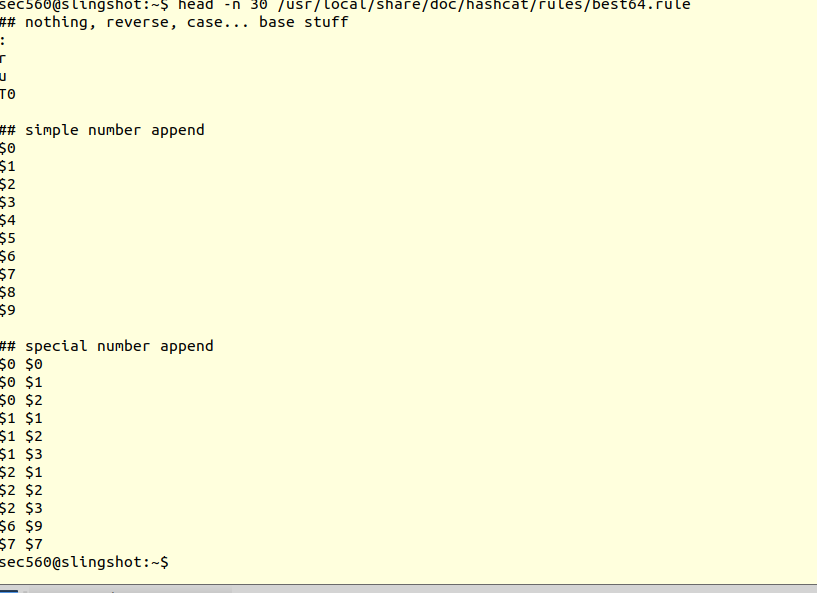 sec560@slingshot:~$ head -n 30 /usr/local/share/doc/hashcat/rules/best64.rule
## nothing, reverse, case... base stuff
:
r
u
T0

## simple number append
$0
$1
$2
$3
$4
$5
$6
$7
$8
$9

## special number append
$0 $0
$0 $1
$0 $2
$1 $1
$1 $2
$1 $3
$2 $1
$2 $2
$2 $3
$6 $9
$7 $7
sec560@slingshot:~$